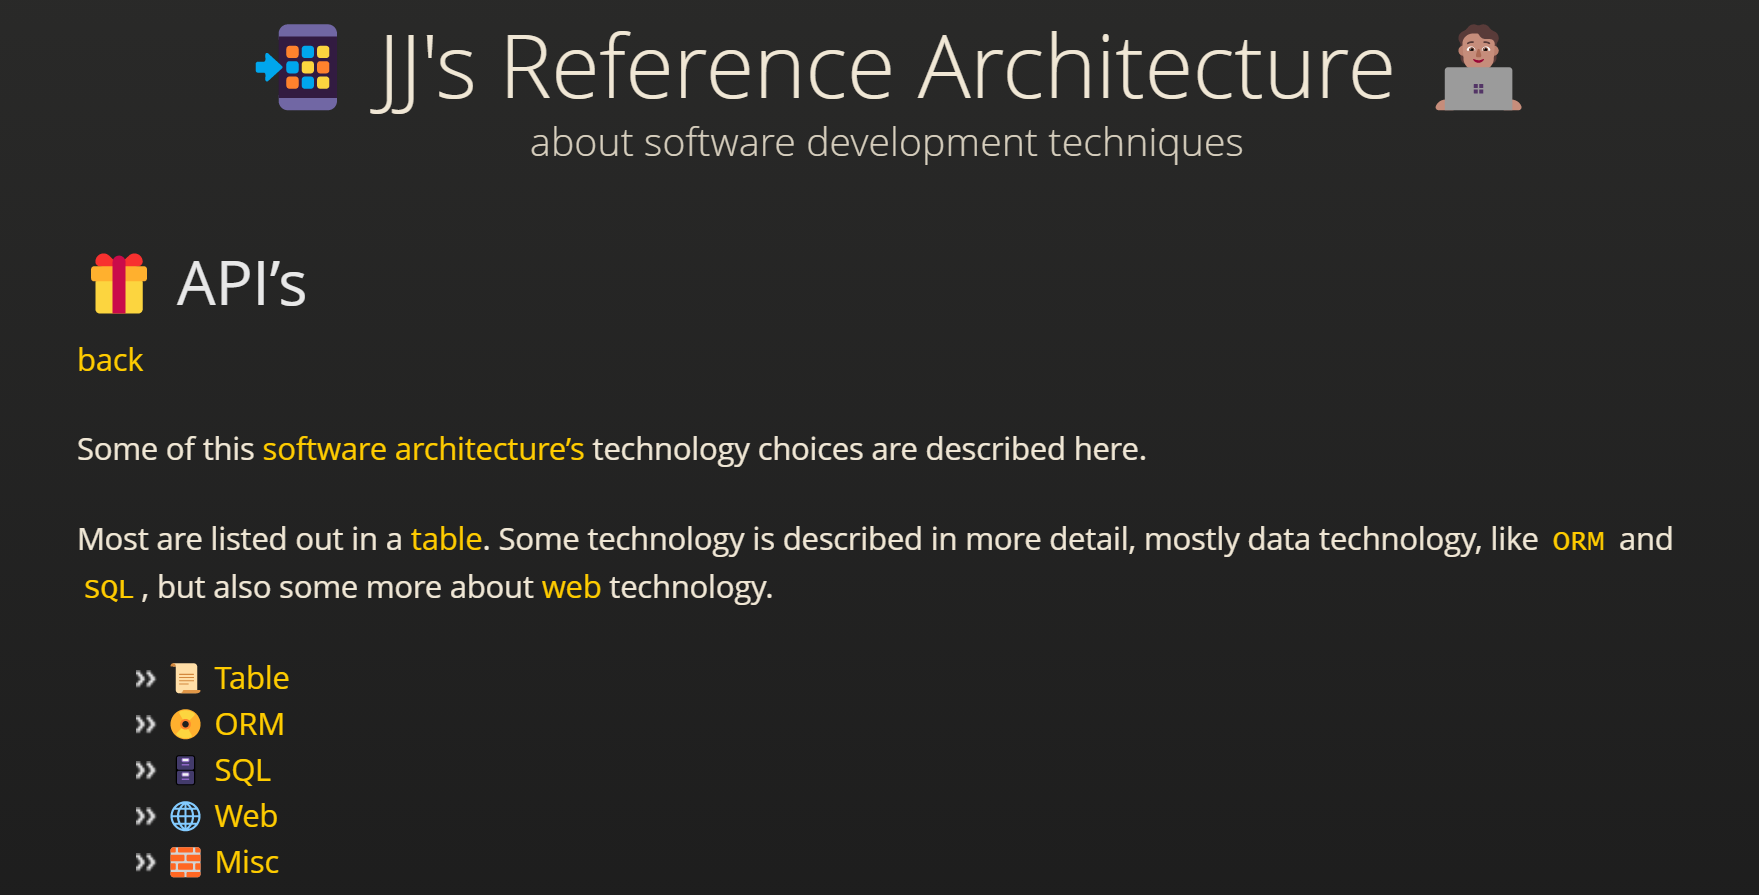 JJ's Reference Architecture
about software development techniques
API’s
back
Some of this software architecture’s technology choices are described here.
Most are listed out in a table. Some technology is described in more detail, mostly data technology, like ORM and
SQL , but also some more about web technology.
Table
ORM
SQL
Web
Misc